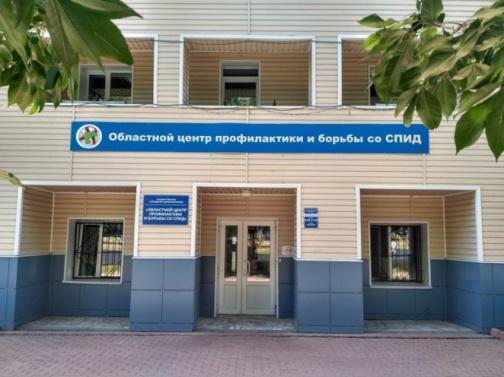 Областной центр профилактики и борьбы со СПИД
«ОБЛАСТНОЙ ЦЕНТР
ПРОФИЛАКТИКИ
И БОРЬБЫ СО СПИД»